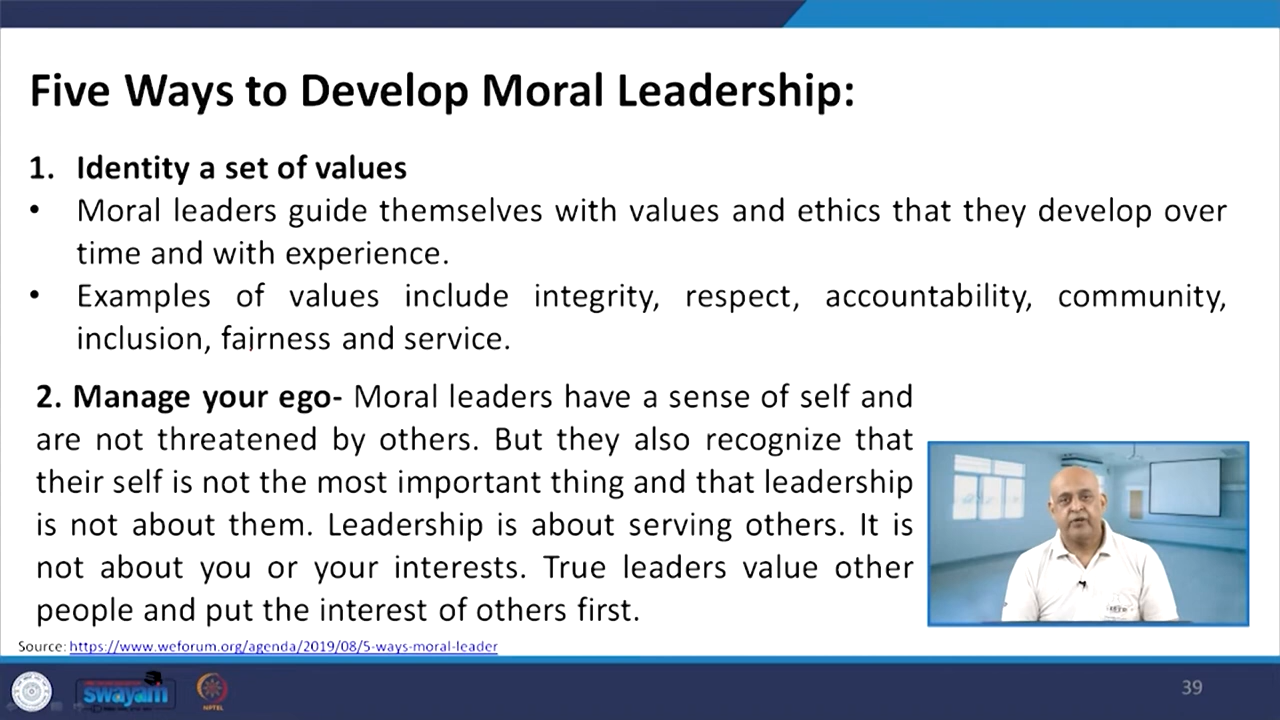 Five Ways to Develop Moral Leadership:
1. Identity a set of values
• Moral leaders guide themselves with values and ethics that they develop over
time and with experience.
• Examples of values include integrity, respect, accountability, community,
inclusion, fairness and service.
2. Manage your ego- Moral leaders have a sense of self and
are not threatened by others. But they also recognize that
their self is not the most important thing and that leadership
is not about them. Leadership is about serving others. It is
not about you or your interests. True leaders value other
people and put the interest of others first.
Source: https://www.weforum.org/agenda/2019/08/5-ways-moral-leader
swayam
NPTEL
39